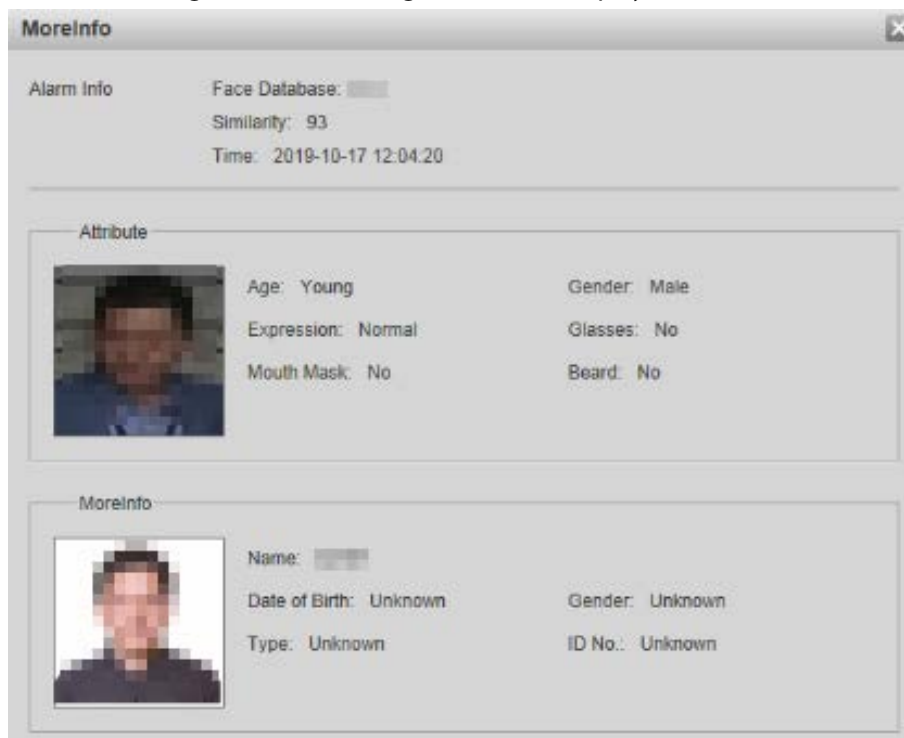 MoreInfo
Alarm Info Face Database:
Similarity: 93
Time: 2019-10-17 12:04:20
Attribute
Age: Young Gender: Male
Expression: Normal Glasses: No
Mouth Mask: No Beard: No
MoreInfo
Name:
Date of Birth: Unknown Gender: Unknown
Type: Unknown ID No.: Unknown